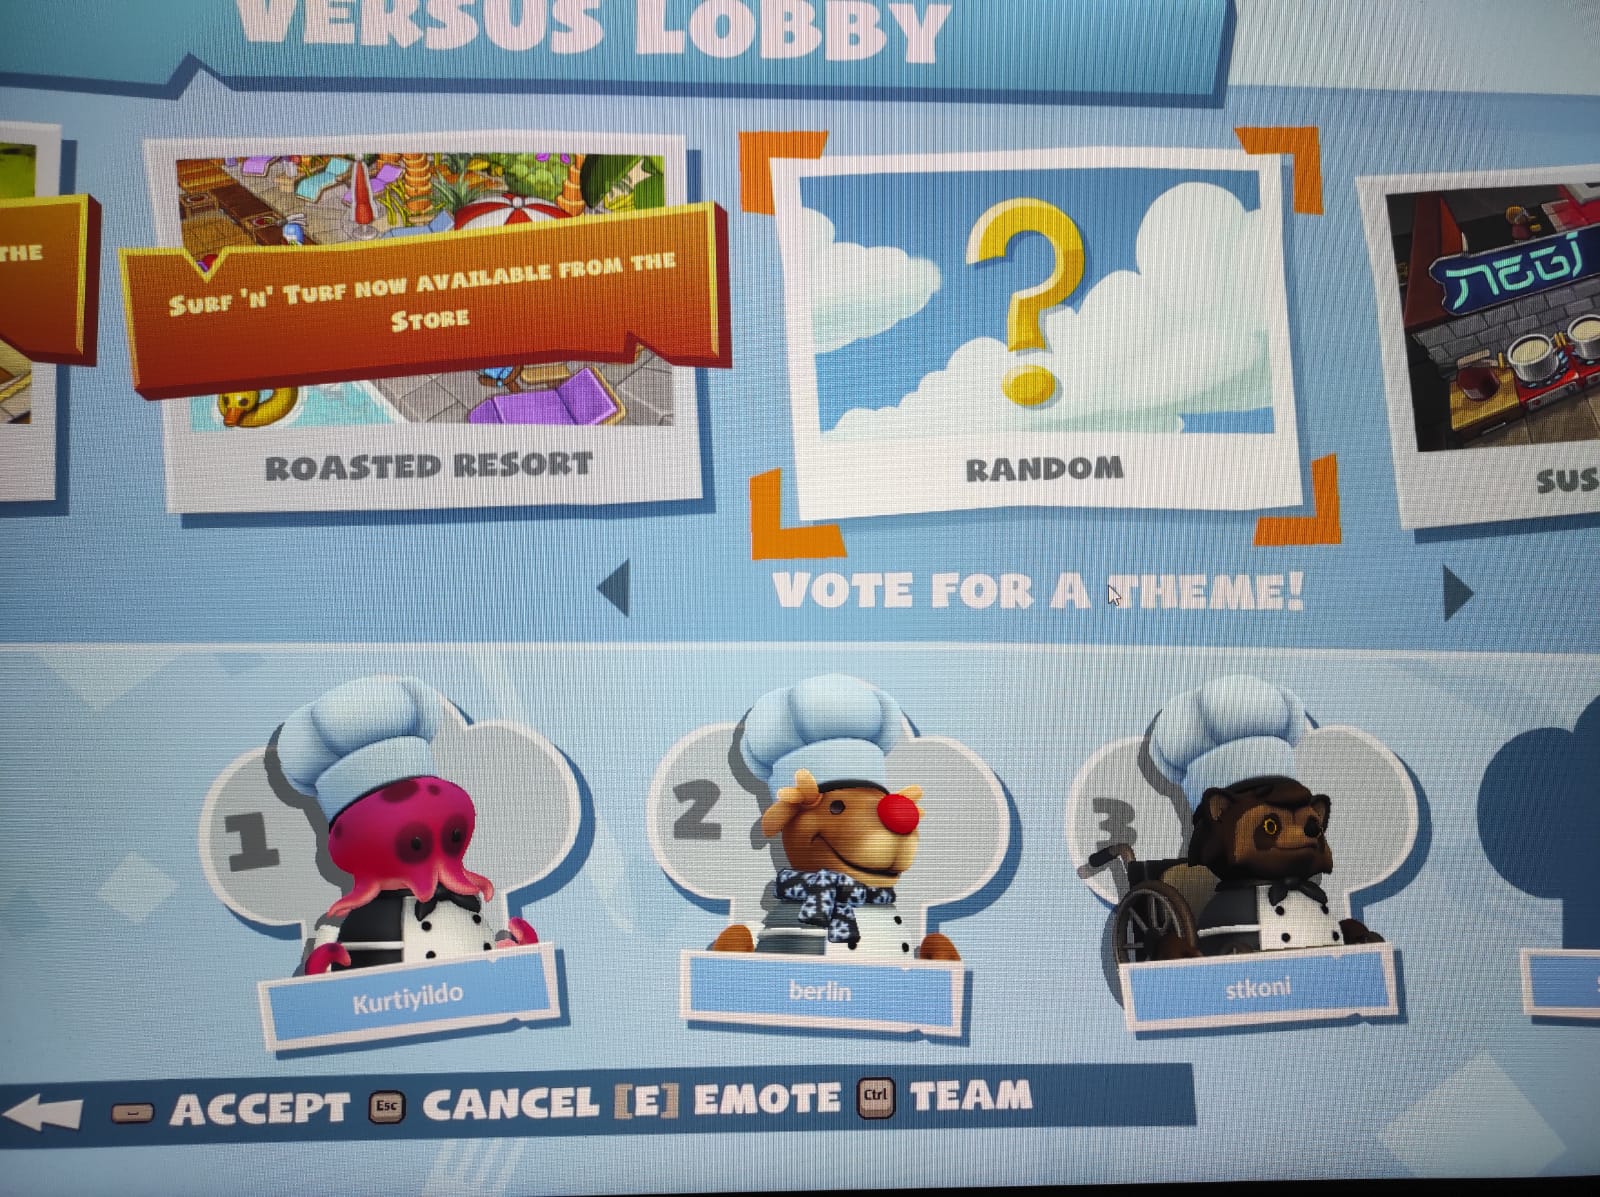 VERSUS LOBBY
THE
SURF 'N' TURF NOW AVAILABLE FROM THE
STORE
ROASTED RESORT
RANDOM
SUS
VOTE FOR A THEME!
1
2
3
Kurtiyildo
berlin
stkoni
ACCEPT Esc CANCEL [E] EMOTE Ctrl TEAM